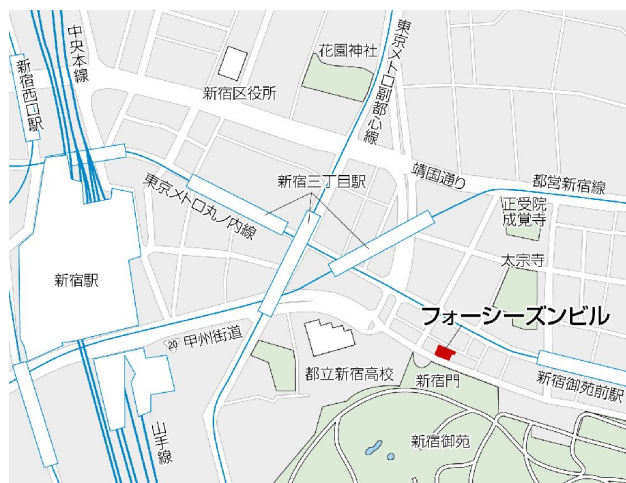 中央本線
新宿西口駅
新宿区役所
花園神社
東京メトロ副都心線
靖国通り
都営新宿線
東京メトロ丸ノ内線
新宿三丁目駅
正受院
成覚寺
太宗寺
新宿駅
フォーシーズンビル
20
甲州街道
都立新宿高校
新宿門
新宿御苑前駅
山手線
新宿御苑